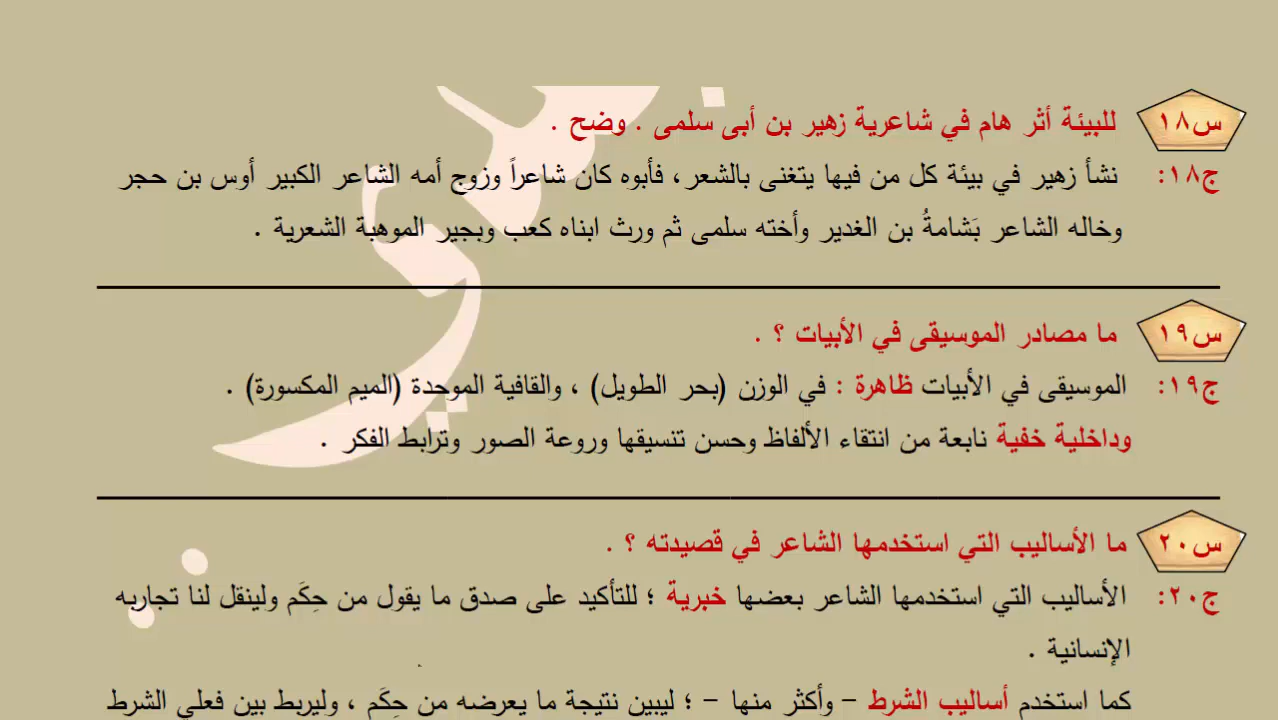 س١٨ للبيئة أثر هام في شاعرية زهير بن أبى سلمى . وضح .
ج١٨: نشأ زهير في بيئة كل من فيها يتغنى بالشعر، فأبوه كان شاعراً وزوج أمه الشاعر الكبير أوس بن حجر
وخاله الشاعر بَشامةُ بن الغدير وأخته سلمى ثم ورث ابناه كعب وبجير الموهبة الشعرية .
س١٩ ما مصادر الموسيقى في الأبيات ؟ .
ج١٩: الموسيقى في الأبيات ظاهرة : في الوزن (بحر الطويل) ، والقافية الموحدة (الميم المكسورة) .
وداخلية خفية نابعة من انتقاء الألفاظ وحسن تنسيقها وروعة الصور وترابط الفكر .
س٢٠ ما الأساليب التي استخدمها الشاعر في قصيدته ؟ .
ج٢٠: الأساليب التي استخدمها الشاعر بعضها خبرية ؛ للتأكيد على صدق ما يقول من حِكَم ولينقل لنا تجاربه
الإنسانية .
كما استخدم أساليب الشرط – وأكثر منها – ؛ ليبين نتيجة ما يعرضه من حِكَم ، وليربط بين فعلي الشرط